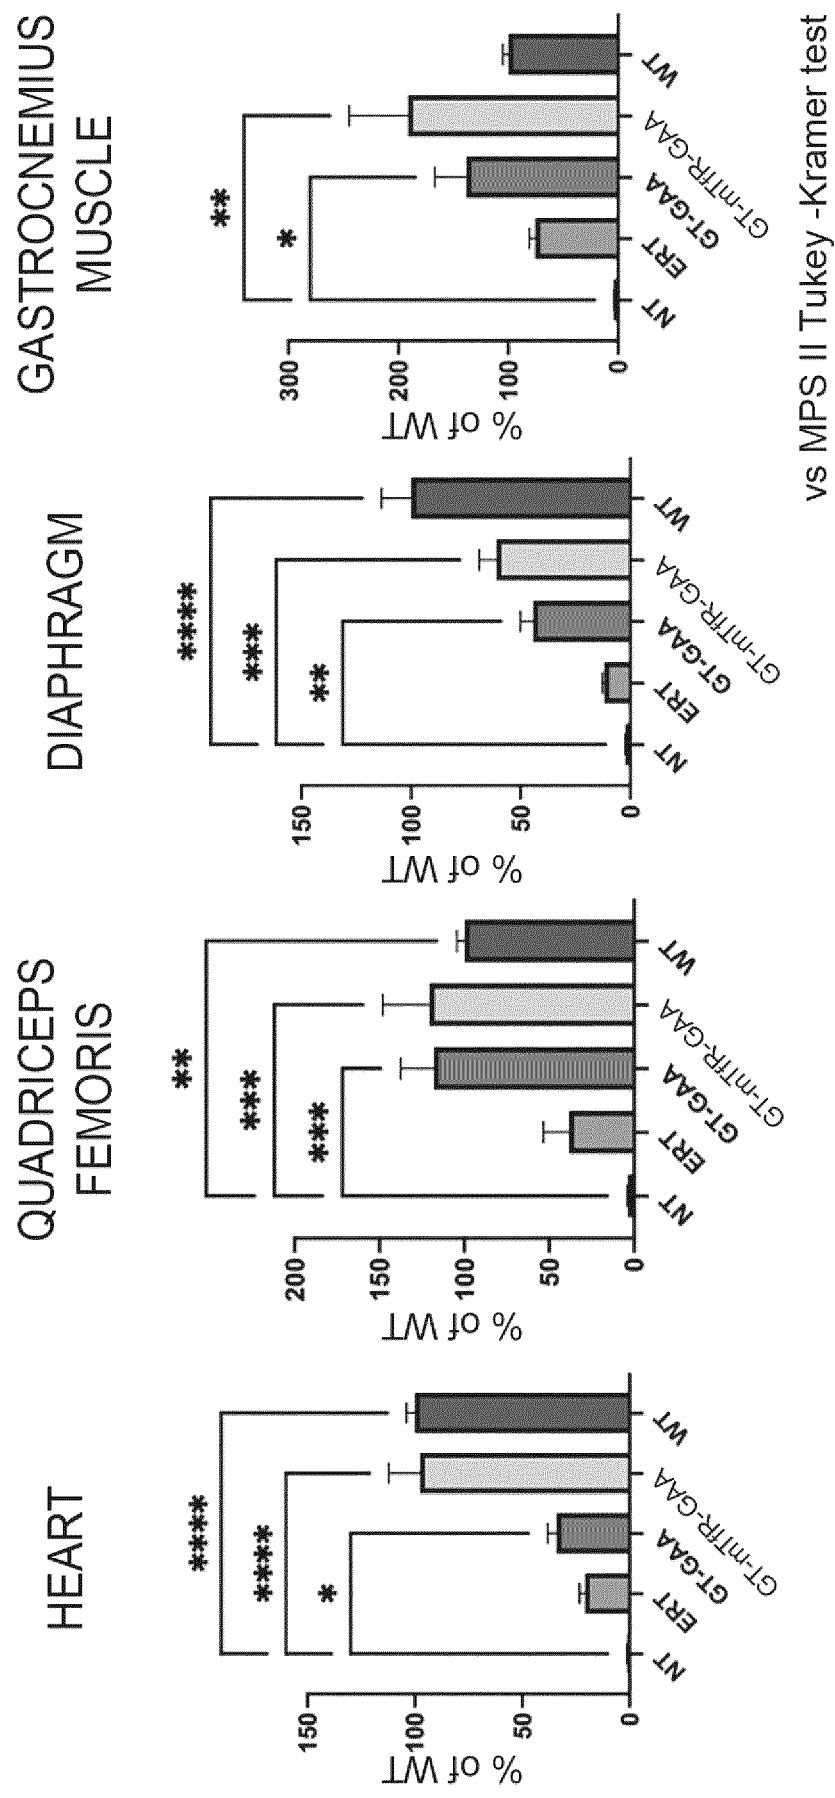 HEART
% of WT
150
100
50
0
****
****
*
NT
ERT
GT-GAA
GT-mTfR-GAA
WT
QUADRICEPS
FEMORIS
% of WT
200
150
100
50
0
**
***
***
NT
ERT
GT-GAA
GT-mTfR-GAA
WT
DIAPHRAGM
% of WT
150
100
50
0
****
***
**
NT
ERT
GT-GAA
GT-mTfR-GAA
WT
GASTROCNEMIUS
MUSCLE
% of WT
300
200
100
0
**
*
NT
ERT
GT-GAA
GT-mTfR-GAA
WT
vs MPS II Tukey -Kramer test